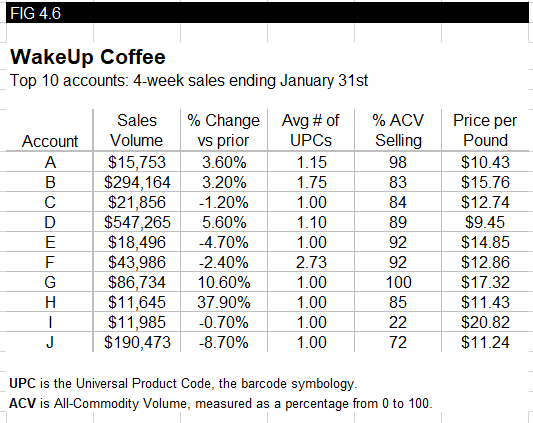 FIG 4.6
WakeUp Coffee
Top 10 accounts: 4-week sales ending January 31st
Sales % Change Avg # of % ACV Price per
Account Volume vs prior UPCs Selling Pound
A $15,753 3.60% 1.15 98 $10.43
B $294,164 3.20% 1.75 83 $15.76
C $21,856 -1.20% 1.00 84 $12.74
D $547,265 5.60% 1.10 89 $9.45
E $18,496 -4.70% 1.00 92 $14.85
F $43,986 -2.40% 2.73 92 $12.86
G $86,734 10.60% 1.00 100 $17.32
H $11,645 37.90% 1.00 85 $11.43
I $11,985 -0.70% 1.00 22 $20.82
J $190,473 -8.70% 1.00 72 $11.24
UPC is the Universal Product Code, the barcode symbology.
ACV is All-Commodity Volume, measured as a percentage from 0 to 100.